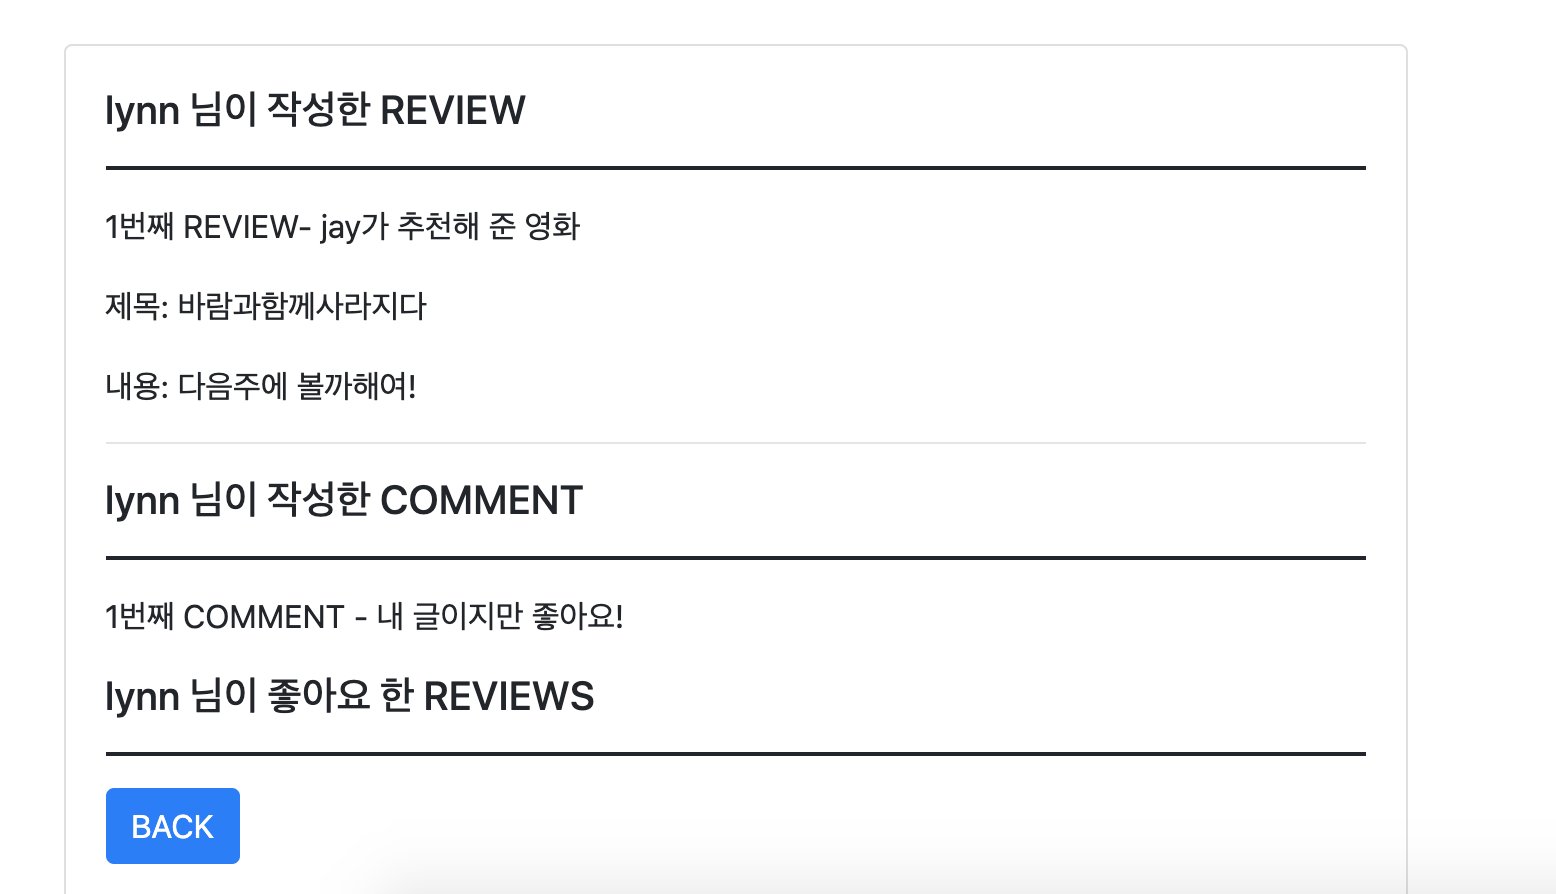 lynn 님이 작성한 REVIEW
1번째 REVIEW- jay가 추천해 준 영화
제목: 바람과함께사라지다
내용: 다음주에 볼까해여!
lynn 님이 작성한 COMMENT
1번째 COMMENT - 내 글이지만 좋아요!
lynn 님이 좋아요 한 REVIEWS
BACK